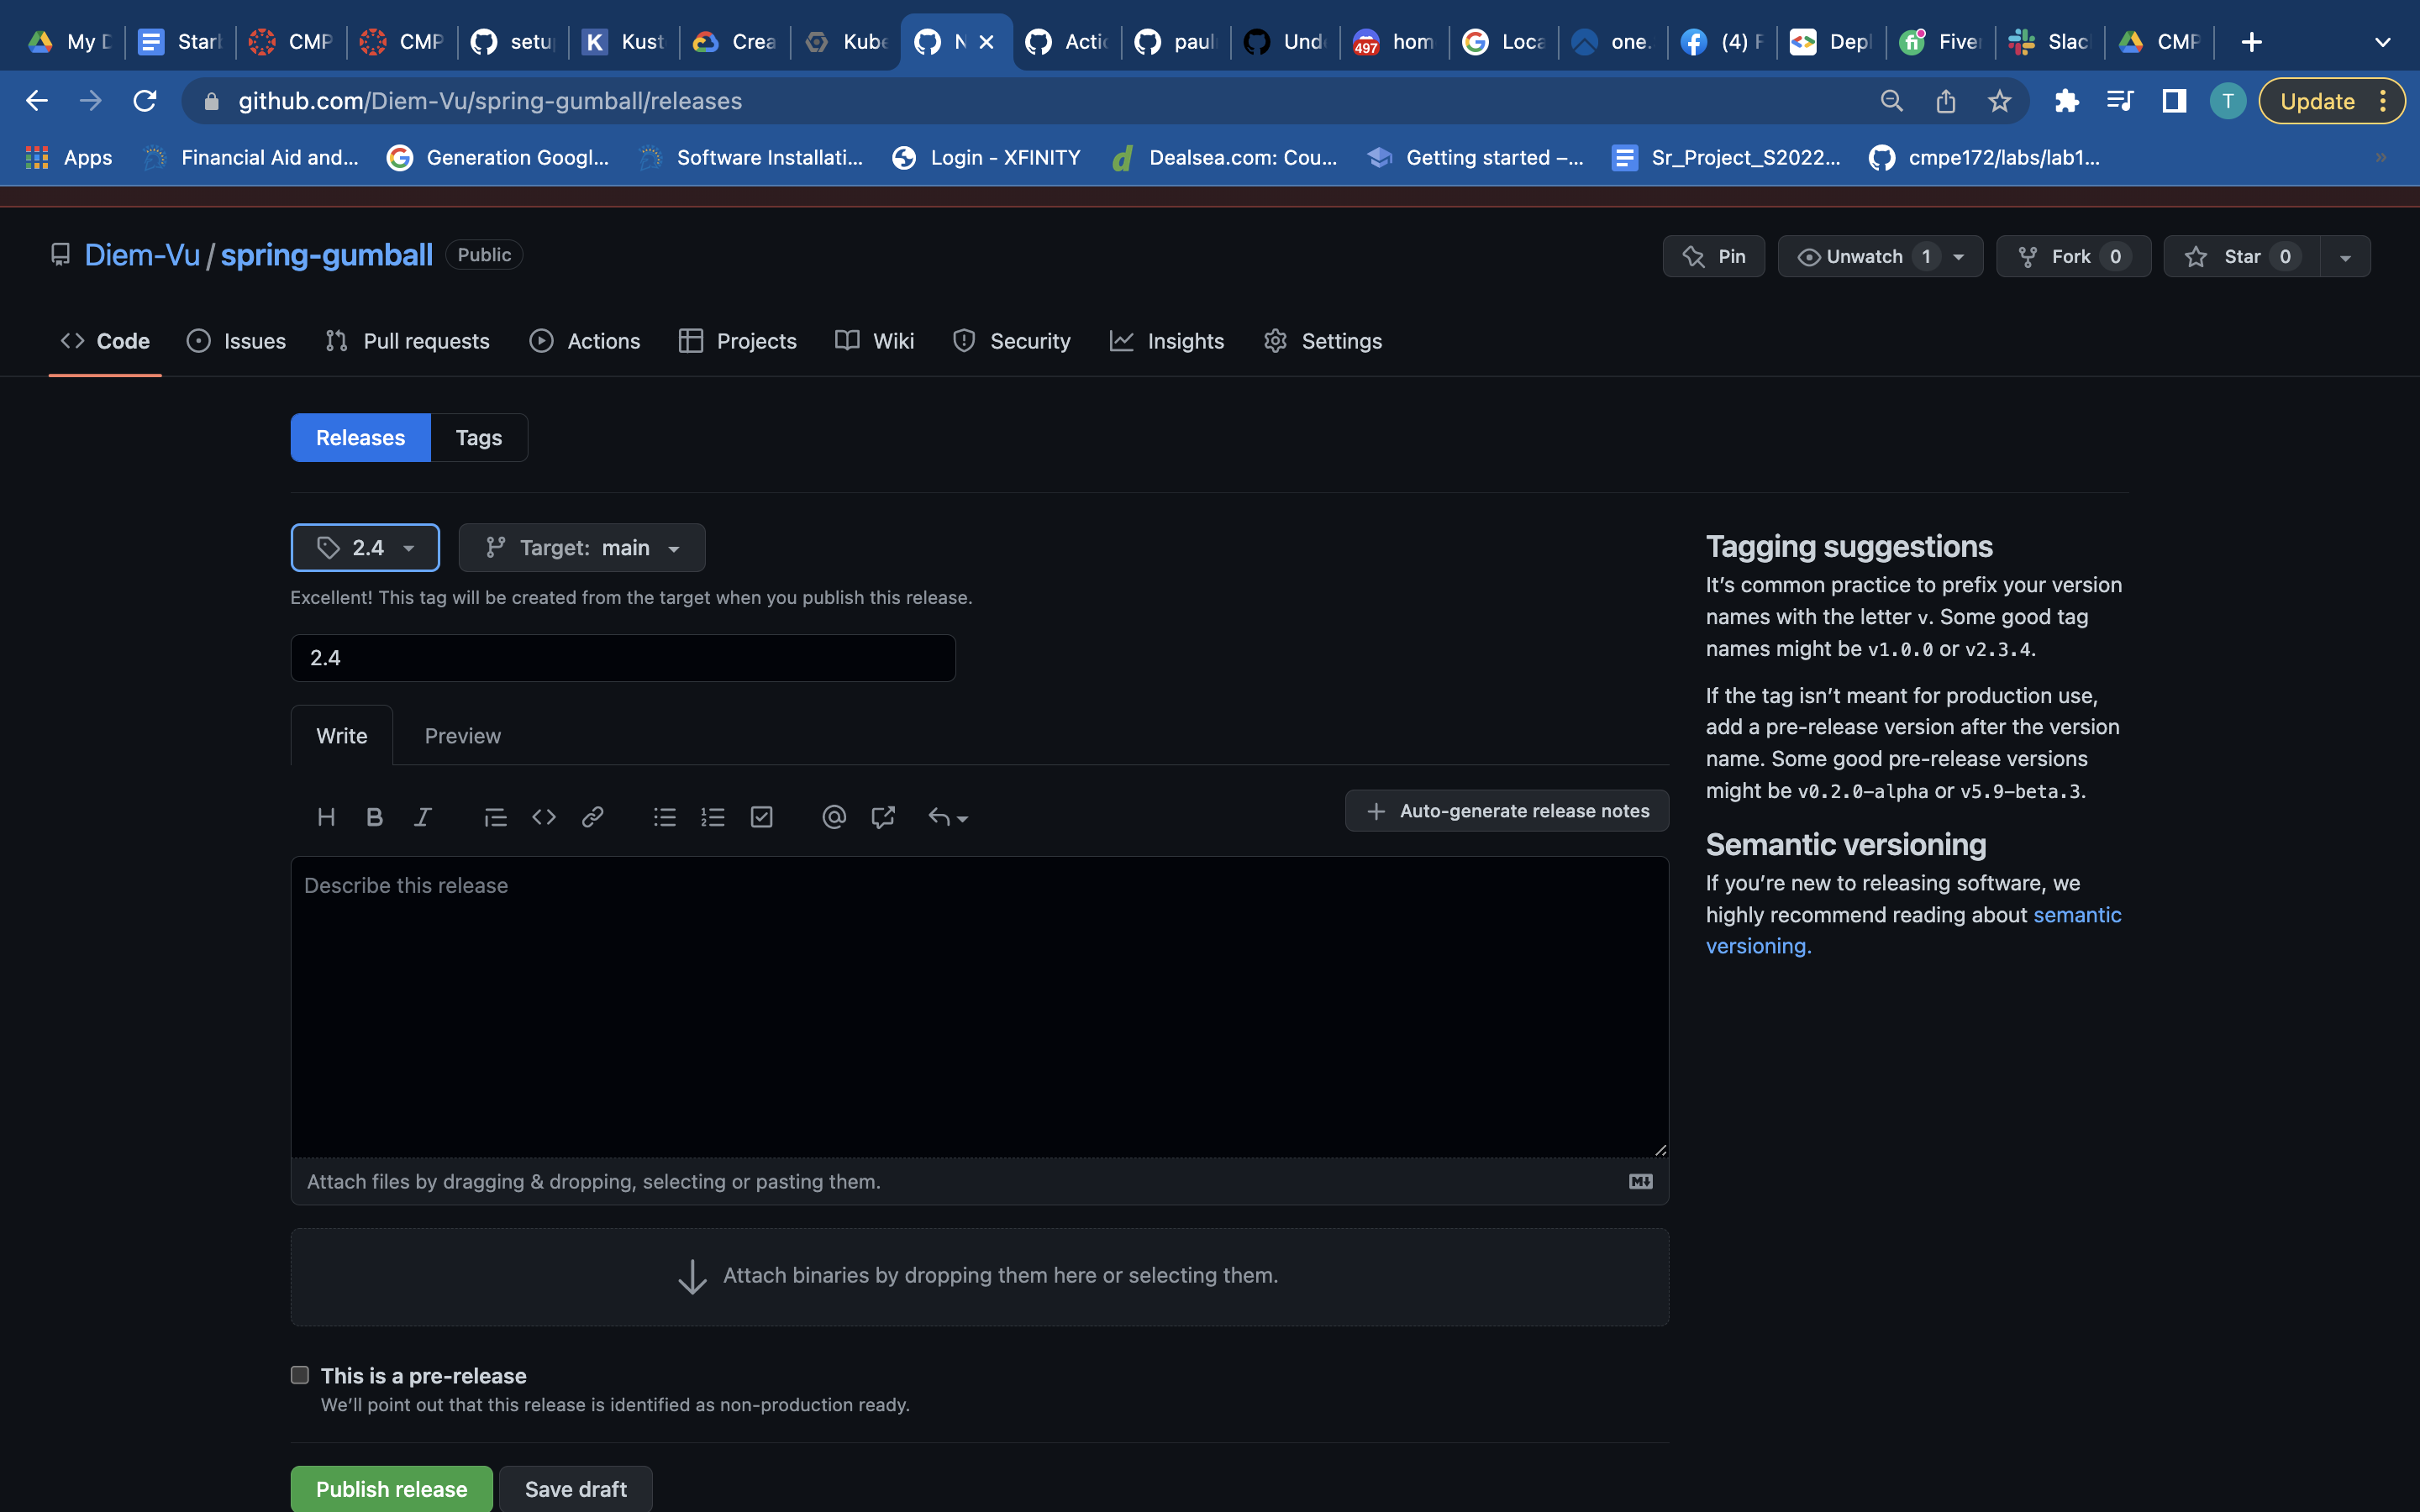 My D Star CMP CMP setu Kust Crea Kube N Actio paul Und hom Loca one. (4) F Depl Fiver Slac CMP
github.com/Diem-Vu/spring-gumball/releases T Update
Apps Financial Aid and... Generation Googl... Software Installati... Login - XFINITY Dealsea.com: Cou... Getting started –... Sr_Project_S2022... cmpe172/labs/lab1... »
Diem-Vu / spring-gumball Public Pin Unwatch 1 Fork 0 Star 0
Code Issues Pull requests Actions Projects Wiki Security Insights Settings
Releases Tags
2.4 Target: main
Excellent! This tag will be created from the target when you publish this release.
2.4
Write Preview
Auto-generate release notes
Describe this release
Attach files by dragging & dropping, selecting or pasting them.
Attach binaries by dropping them here or selecting them.
This is a pre-release
We’ll point out that this release is identified as non-production ready.
Publish release Save draft
Tagging suggestions
It’s common practice to prefix your version
names with the letter v. Some good tag
names might be v1.0.0 or v2.3.4.
If the tag isn’t meant for production use,
add a pre-release version after the version
name. Some good pre-release versions
might be v0.2.0-alpha or v5.9-beta.3.
Semantic versioning
If you’re new to releasing software, we
highly recommend reading about semantic
versioning.